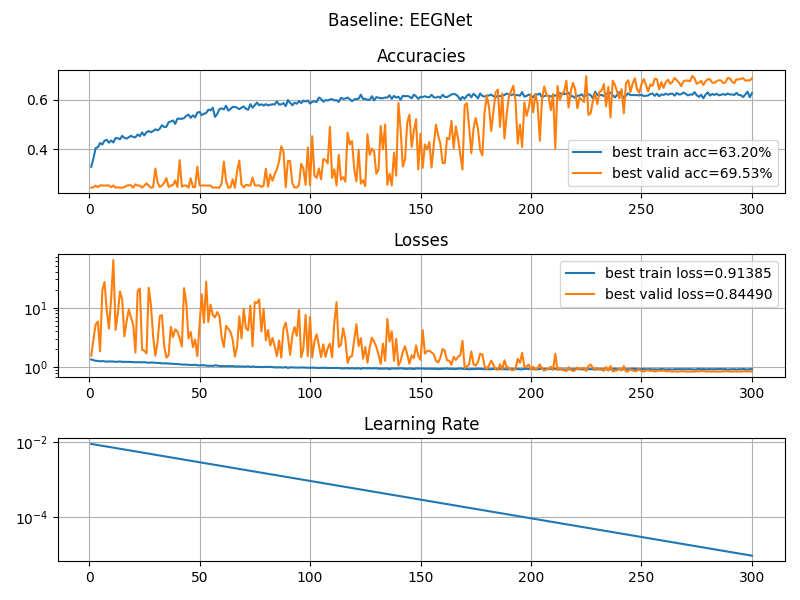 Baseline: EEGNet
Accuracies
0.6
0.4
best train acc=63.20%
best valid acc=69.53%
0 50 100 150 200 250 300
Losses
10¹
10⁰
best train loss=0.91385
best valid loss=0.84490
0 50 100 150 200 250 300
Learning Rate
10⁻²
10⁻⁴
0 50 100 150 200 250 300